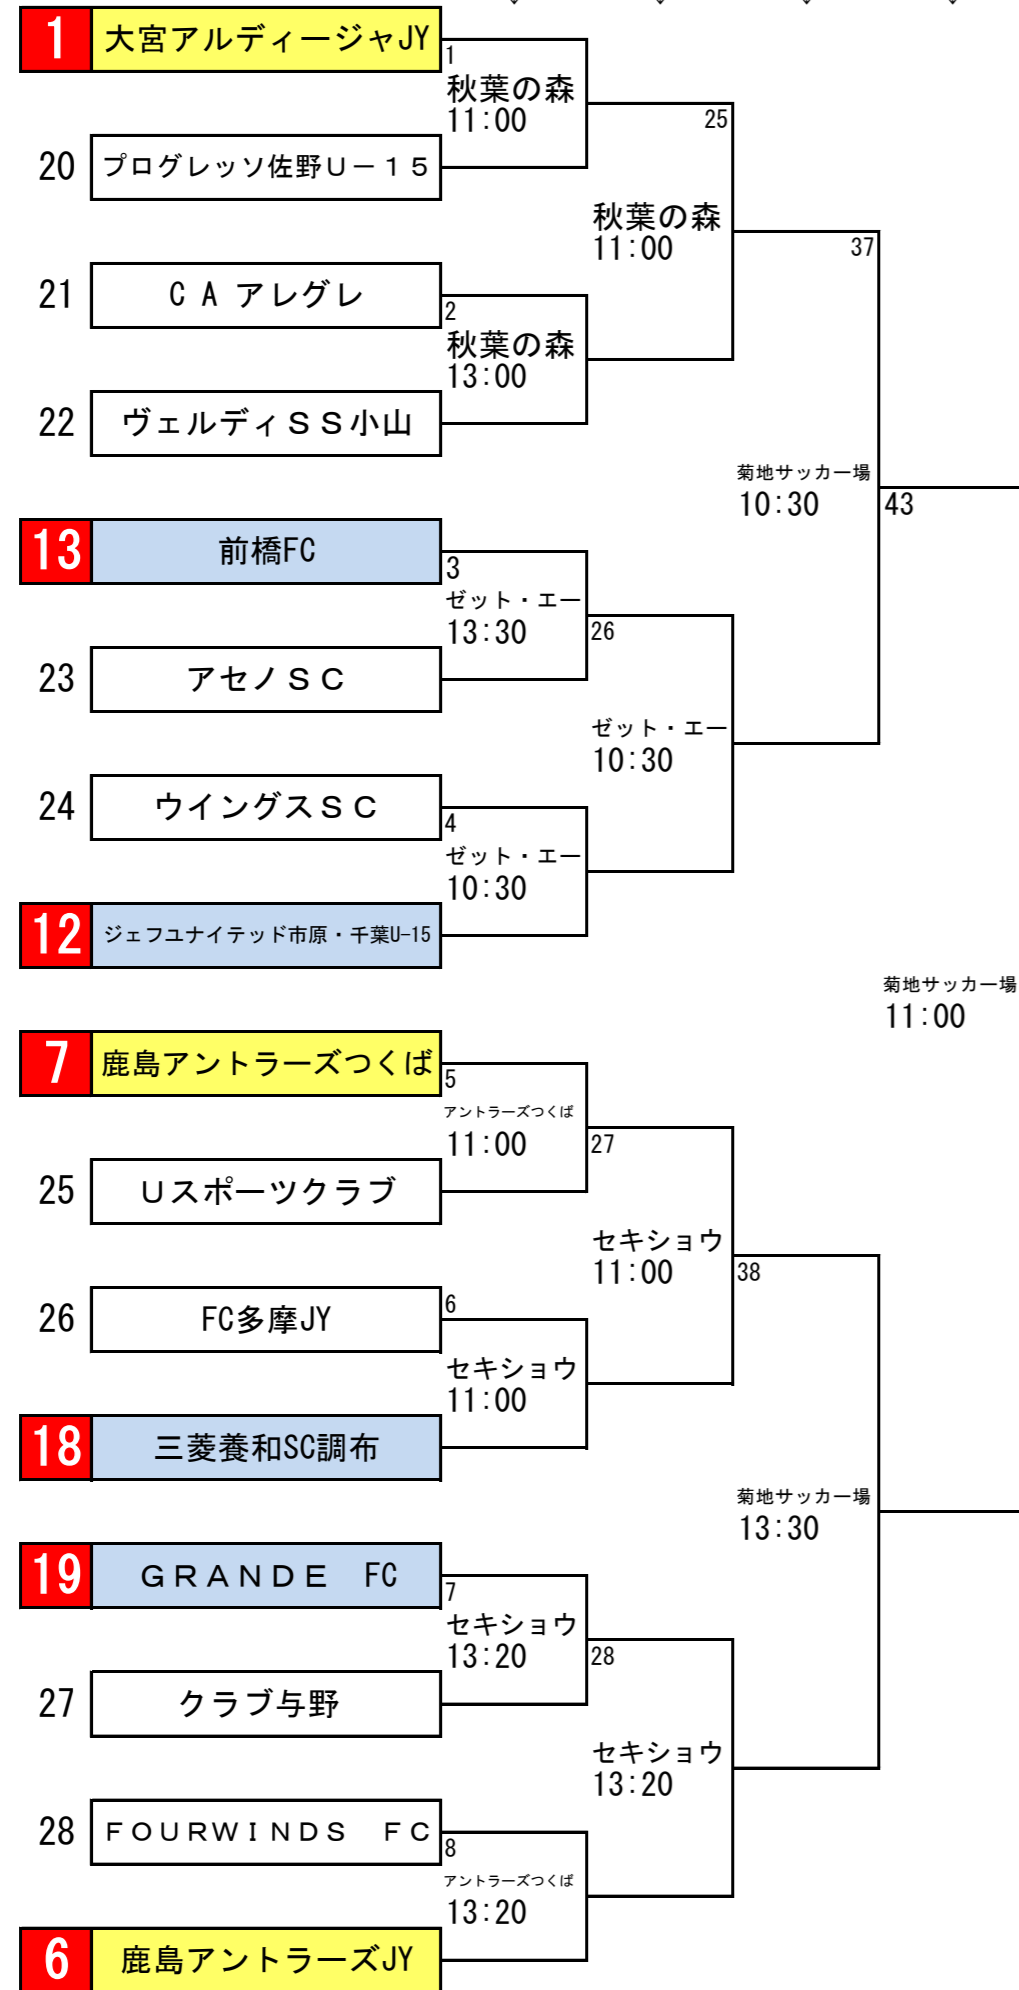 1 大宮アルディージャJY
1
秋葉の森
11:00
20 プログレッソ佐野U－１５
25
秋葉の森
11:00
37
21 ＣＡアレグレ
2
秋葉の森
13:00
22 ヴェルディＳＳ小山
菊地サッカー場
10:30
43
13 前橋FC
3
ゼット・エー
13:30
26
23 アセノＳＣ
ゼット・エー
10:30
24 ウイングスＳＣ
4
ゼット・エー
10:30
12 ジェフユナイテッド市原・千葉U-15
菊地サッカー場
11:00
7 鹿島アントラーズつくば
5
アントラーズつくば
11:00
27
25 Ｕスポーツクラブ
セキショウ
11:00
38
26 FC多摩JY
6
セキショウ
11:00
18 三菱養和SC調布
菊地サッカー場
13:30
19 ＧＲＡＮＤＥ　FC
7
セキショウ
13:20
28
27 クラブ与野
セキショウ
13:20
28 ＦＯＵＲＷＩＮＤＳ　ＦＣ
8
アントラーズつくば
13:20
6 鹿島アントラーズJY